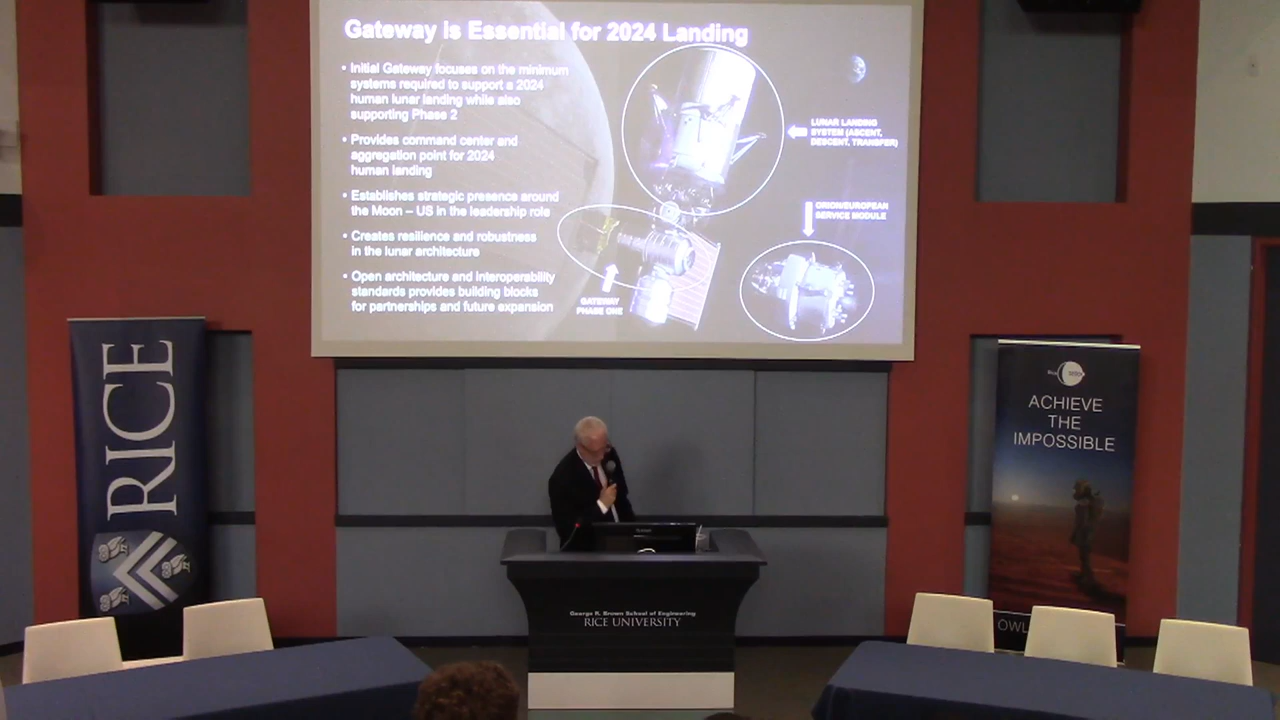 Gateway is Essential for 2024 Landing
• Initial Gateway focuses on the minimum
systems required to support a 2024
human lunar landing while also
supporting Phase 2
• Provides command center and
aggregation point for 2024
human landing
• Establishes strategic presence around
the Moon – US in the leadership role
• Creates resilience and robustness
in the lunar architecture
• Open architecture and interoperability
standards provides building blocks
for partnerships and future expansion
LUNAR LANDING
SYSTEM (ASCENT,
DESCENT, TRANSFER)
ORION/EUROPEAN
SERVICE MODULE
GATEWAY
PHASE ONE
RICE
ACHIEVE
THE
IMPOSSIBLE
OWL
George R. Brown School of Engineering
RICE UNIVERSITY